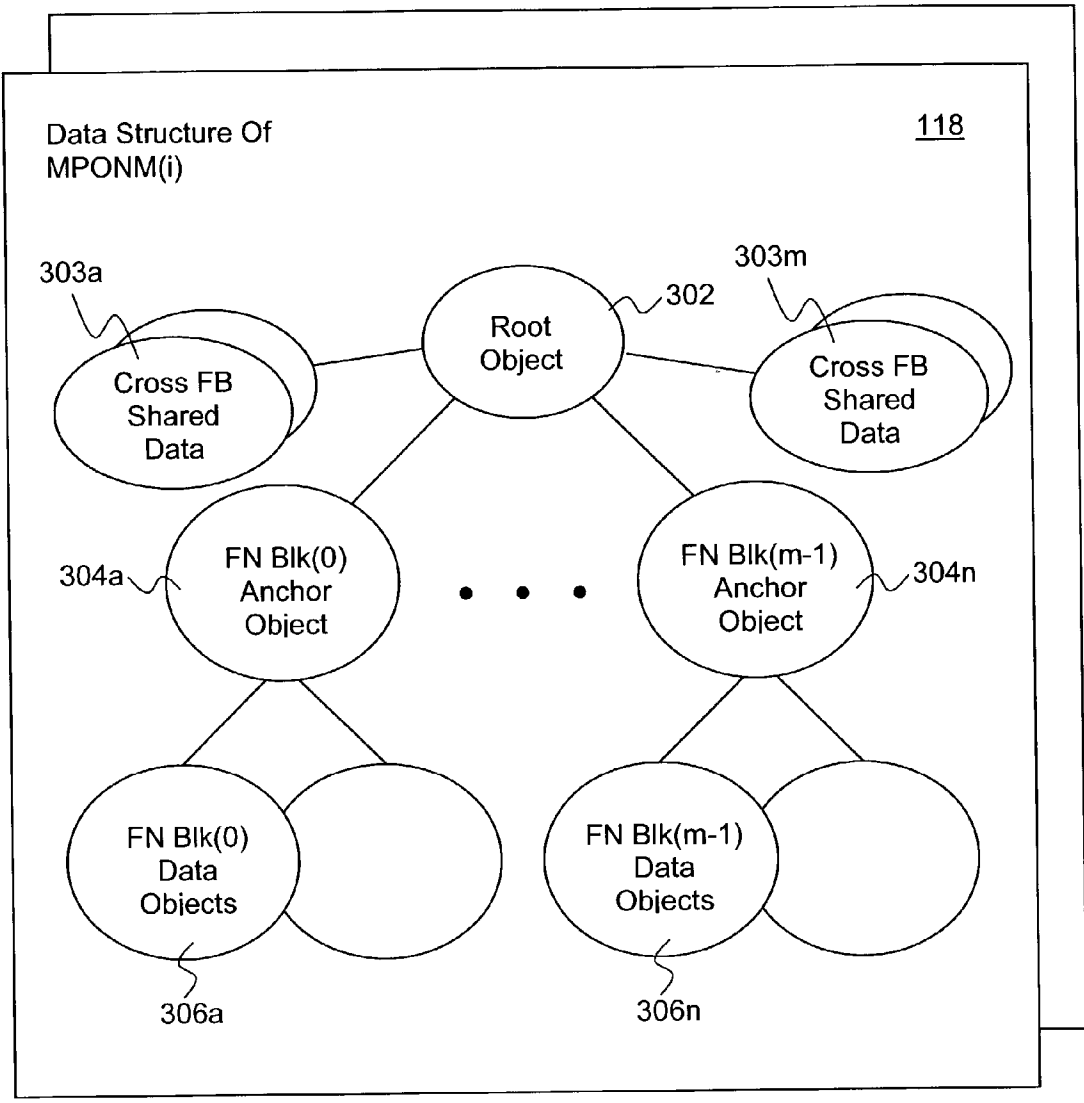 Data Structure Of
MPONM(i)
118
303a
303m
302
Root
Object
Cross FB
Shared
Data
Cross FB
Shared
Data
304a
FN Blk(0)
Anchor
Object
• • •
FN Blk(m-1)
Anchor
Object
304n
FN Blk(0)
Data
Objects
FN Blk(m-1)
Data
Objects
306a
306n